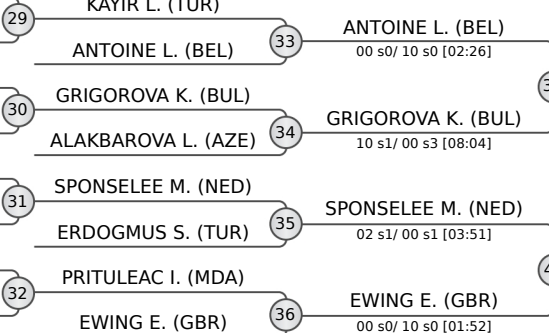 KAYIR L. (TUR)
29
33
ANTOINE L. (BEL)
ANTOINE L. (BEL)
00 s0/ 10 s0 [02:26]
GRIGOROVA K. (BUL)
30
34
GRIGOROVA K. (BUL)
ALAKBAROVA L. (AZE)
10 s1/ 00 s3 [08:04]
SPONSELEE M. (NED)
31
35
SPONSELEE M. (NED)
ERDOGMUS S. (TUR)
02 s1/ 00 s1 [03:51]
PRITULEAC I. (MDA)
32
36
EWING E. (GBR)
EWING E. (GBR)
00 s0/ 10 s0 [01:52]